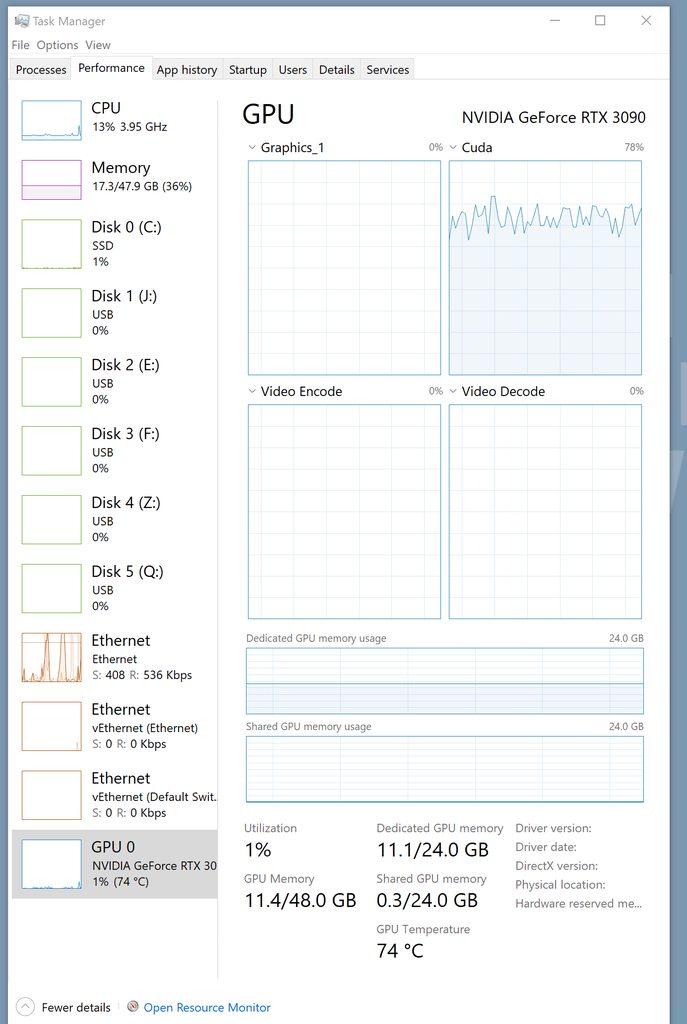 Task Manager
File Options View
Processes Performance App history Startup Users Details Services
CPU
13% 3.95 GHz
Memory
17.3/47.9 GB (36%)
Disk 0 (C:)
SSD
1%
Disk 1 (J:)
USB
0%
Disk 2 (E:)
USB
0%
Disk 3 (F:)
USB
0%
Disk 4 (Z:)
USB
0%
Disk 5 (Q:)
USB
0%
Ethernet
Ethernet
S: 408 R: 536 Kbps
Ethernet
vEthernet (Ethernet)
S: 0 R: 0 Kbps
Ethernet
vEthernet (Default Swit...
S: 0 R: 0 Kbps
GPU 0
NVIDIA GeForce RTX 30
1% (74 °C)
GPU NVIDIA GeForce RTX 3090
Graphics_1 0% Cuda 78%
Video Encode 0% Video Decode 0%
Dedicated GPU memory usage 24.0 GB
Shared GPU memory usage 24.0 GB
Utilization
1%
GPU Memory
11.4/48.0 GB
Dedicated GPU memory
11.1/24.0 GB
Shared GPU memory
0.3/24.0 GB
GPU Temperature
74 °C
Driver version:
Driver date:
DirectX version:
Physical location:
Hardware reserved me...
Fewer details Open Resource Monitor